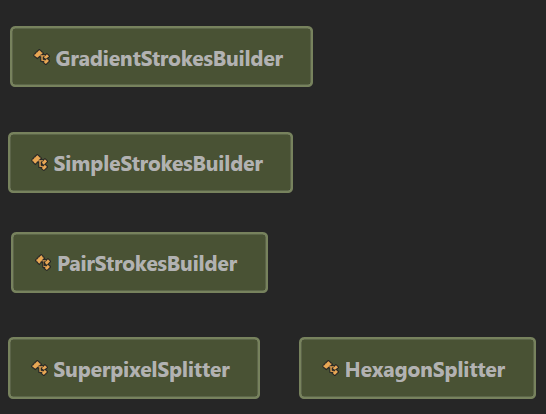 GradientStrokesBuilder
SimpleStrokesBuilder
PairStrokesBuilder
SuperpixelSplitter
HexagonSplitter